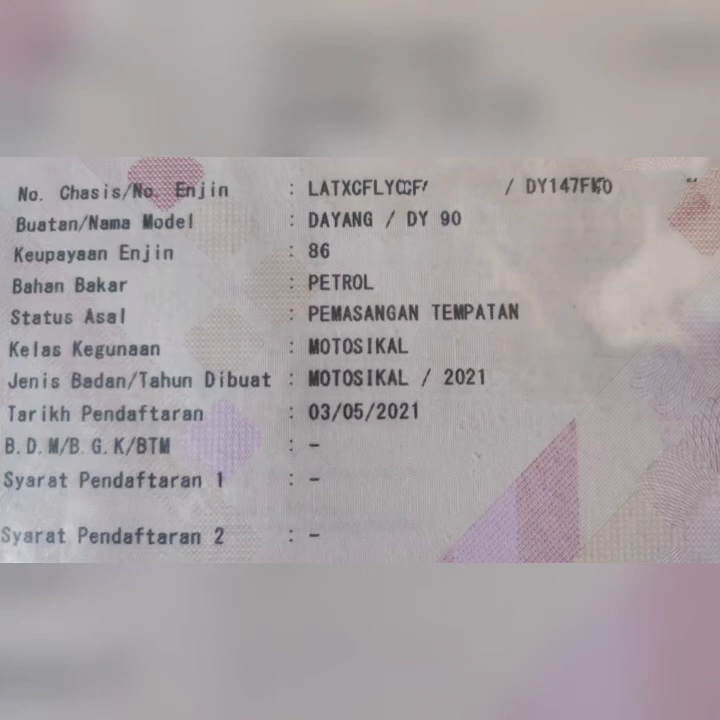 No. Chasis/No. Enjin : / DY147F
Buatan/Nama Model : DAYANG / DY 90
Keupayaan Enjin : 86
Bahan Bakar : PETROL
Status Asal : PEMASANGAN TEMPATAN
Kelas Kegunaan : MOTOSIKAL
Jenis Badan/Tahun Dibuat : MOTOSIKAL / 2021
Tarikh Pendaftaran : 03/05/2021
B.D.M/B.G.K/BTM : -
Syarat Pendaftaran 1 : -
Syarat Pendaftaran 2 : -